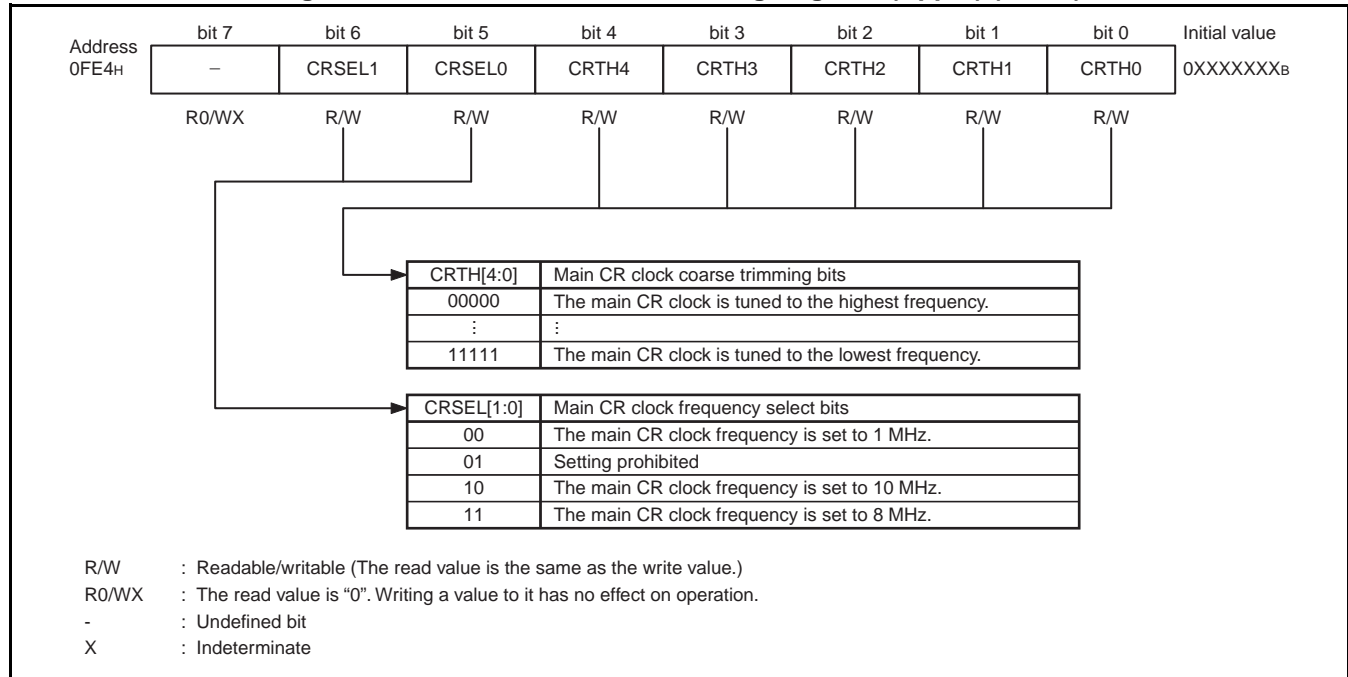 bit 7 bit 6 bit 5 bit 4 bit 3 bit 2 bit 1 bit 0 Initial value
Address
0FE4H – CRSEL1 CRSEL0 CRTH4 CRTH3 CRTH2 CRTH1 CRTH0 0XXXXXXXB
R0/WX R/W R/W R/W R/W R/W R/W R/W
CRTH[4:0] Main CR clock coarse trimming bits
00000 The main CR clock is tuned to the highest frequency.
⋮ ⋮
11111 The main CR clock is tuned to the lowest frequency.
CRSEL[1:0] Main CR clock frequency select bits
00 The main CR clock frequency is set to 1 MHz.
01 Setting prohibited
10 The main CR clock frequency is set to 10 MHz.
11 The main CR clock frequency is set to 8 MHz.
R/W : Readable/writable (The read value is the same as the write value.)
R0/WX : The read value is “0”. Writing a value to it has no effect on operation.
- : Undefined bit
X : Indeterminate